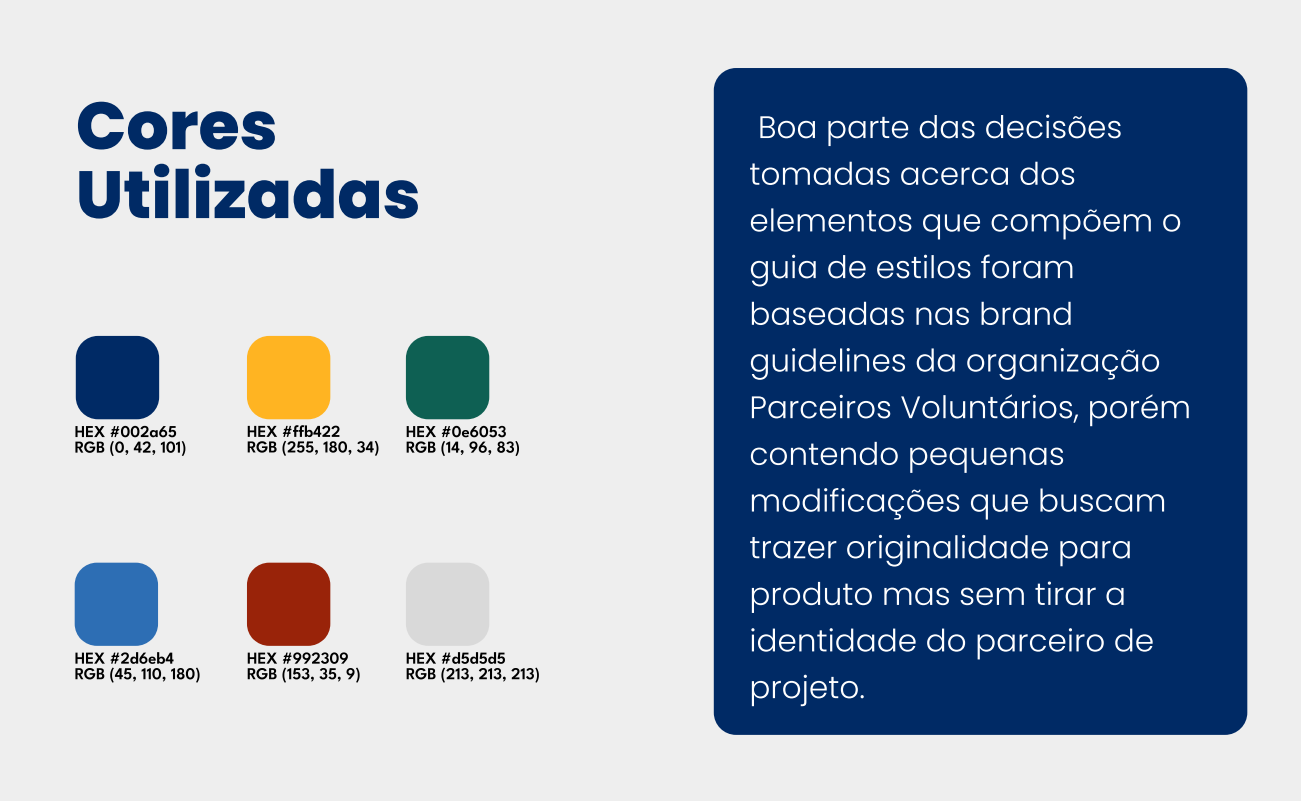 Cores
Utilizadas
HEX #002a65
RGB (0, 42, 101)
HEX #ffb422
RGB (255, 180, 34)
HEX #0e6053
RGB (14, 96, 83)
HEX #2d6eb4
RGB (45, 110, 180)
HEX #992309
RGB (153, 35, 9)
HEX #d5d5d5
RGB (213, 213, 213)
Boa parte das decisões
tomadas acerca dos
elementos que compõem o
guia de estilos foram
baseadas nas brand
guidelines da organização
Parceiros Voluntários, porém
contendo pequenas
modificações que buscam
trazer originalidade para
produto mas sem tirar a
identidade do parceiro de
projeto.